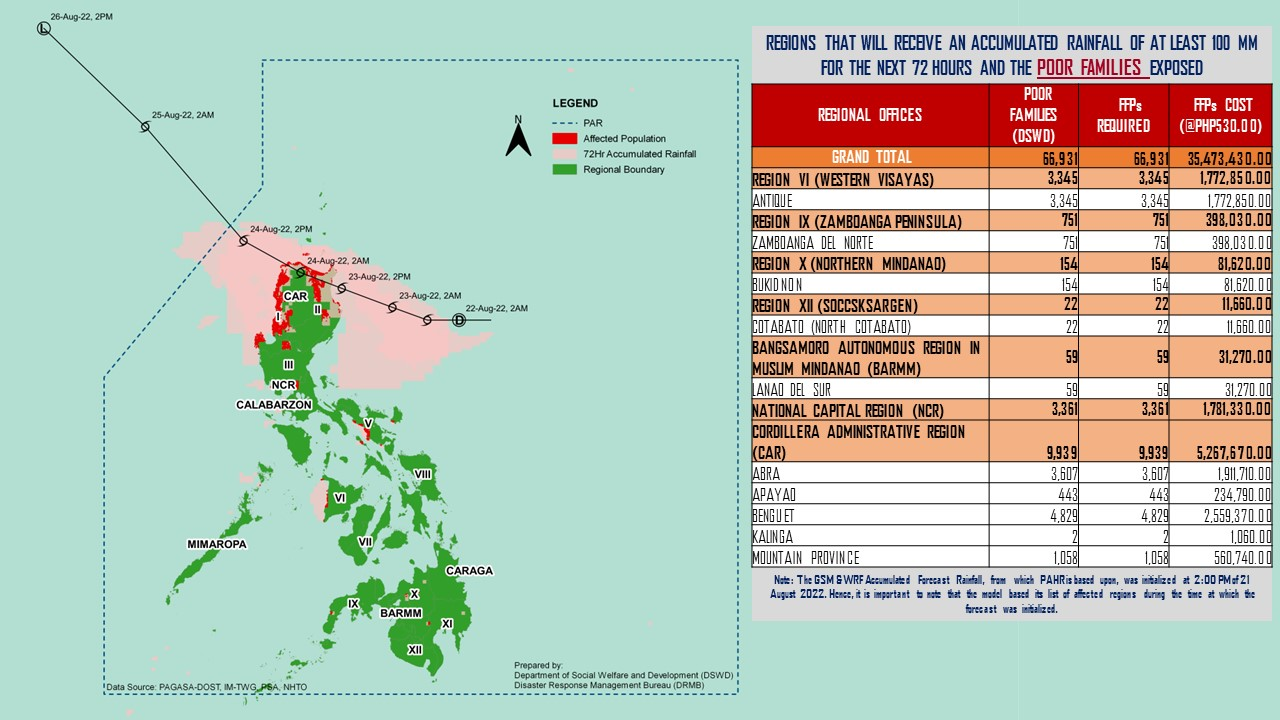 26-Aug-22, 2PM
25-Aug-22, 2AM
24-Aug-22, 2PM
24-Aug-22, 2AM
23-Aug-22, 2PM
23-Aug-22, 2AM
22-Aug-22, 2AM
L
D
N
LEGEND
PAR
Affected Population
72Hr Accumulated Rainfall
Regional Boundary
CAR
I
II
III
NCR
CALABARZON
V
VIII
VI
VII
MIMAROPA
CARAGA
IX
X
BARMM
XI
XII
Data Source: PAGASA-DOST, IM-TWG, PSA, NHTO
Prepared by:
Department of Social Welfare and Development (DSWD)
Disaster Response Management Bureau (DRMB)
REGIONS THAT WILL RECEIVE AN ACCUMULATED RAINFALL OF AT LEAST 100 MM
FOR THE NEXT 72 HOURS AND THE POOR FAMILIES EXPOSED
REGIONAL OFFICES POOR FAMILIES (DSWD) FFPs REQUIRED FFPs COST (@PHP530.00)
GRAND TOTAL 66,931 66,931 35,473,430.00
REGION VI (WESTERN VISAYAS) 3,345 3,345 1,772,850.00
ANTIQUE 3,345 3,345 1,772,850.00
REGION IX (ZAMBOANGA PENINSULA) 751 751 398,030.00
ZAMBOANGA DEL NORTE 751 751 398,030.00
REGION X (NORTHERN MINDANAO) 154 154 81,620.00
BUKIDNON 154 154 81,620.00
REGION XII (SOCCSKSARGEN) 22 22 11,660.00
COTABATO (NORTH COTABATO) 22 22 11,660.00
BANGSAMORO AUTONOMOUS REGION IN
MUSLIM MINDANAO (BARMM) 59 59 31,270.00
LANAO DEL SUR 59 59 31,270.00
NATIONAL CAPITAL REGION (NCR) 3,361 3,361 1,781,330.00
CORDILLERA ADMINISTRATIVE REGION
(CAR) 9,939 9,939 5,267,670.00
ABRA 3,607 3,607 1,911,710.00
APAYAO 443 443 234,790.00
BENGUET 4,829 4,829 2,559,370.00
KALINGA 2 2 1,060.00
MOUNTAIN PROVINCE 1,058 1,058 560,740.00
Note: The GSM & WRF Accumulated Forecast Rainfall, from which PAHR is based upon, was initialized at 2:00 PM of 21
August 2022. Hence, it is important to note that the model based its list of affected regions during the time at which the
forecast was initialized.